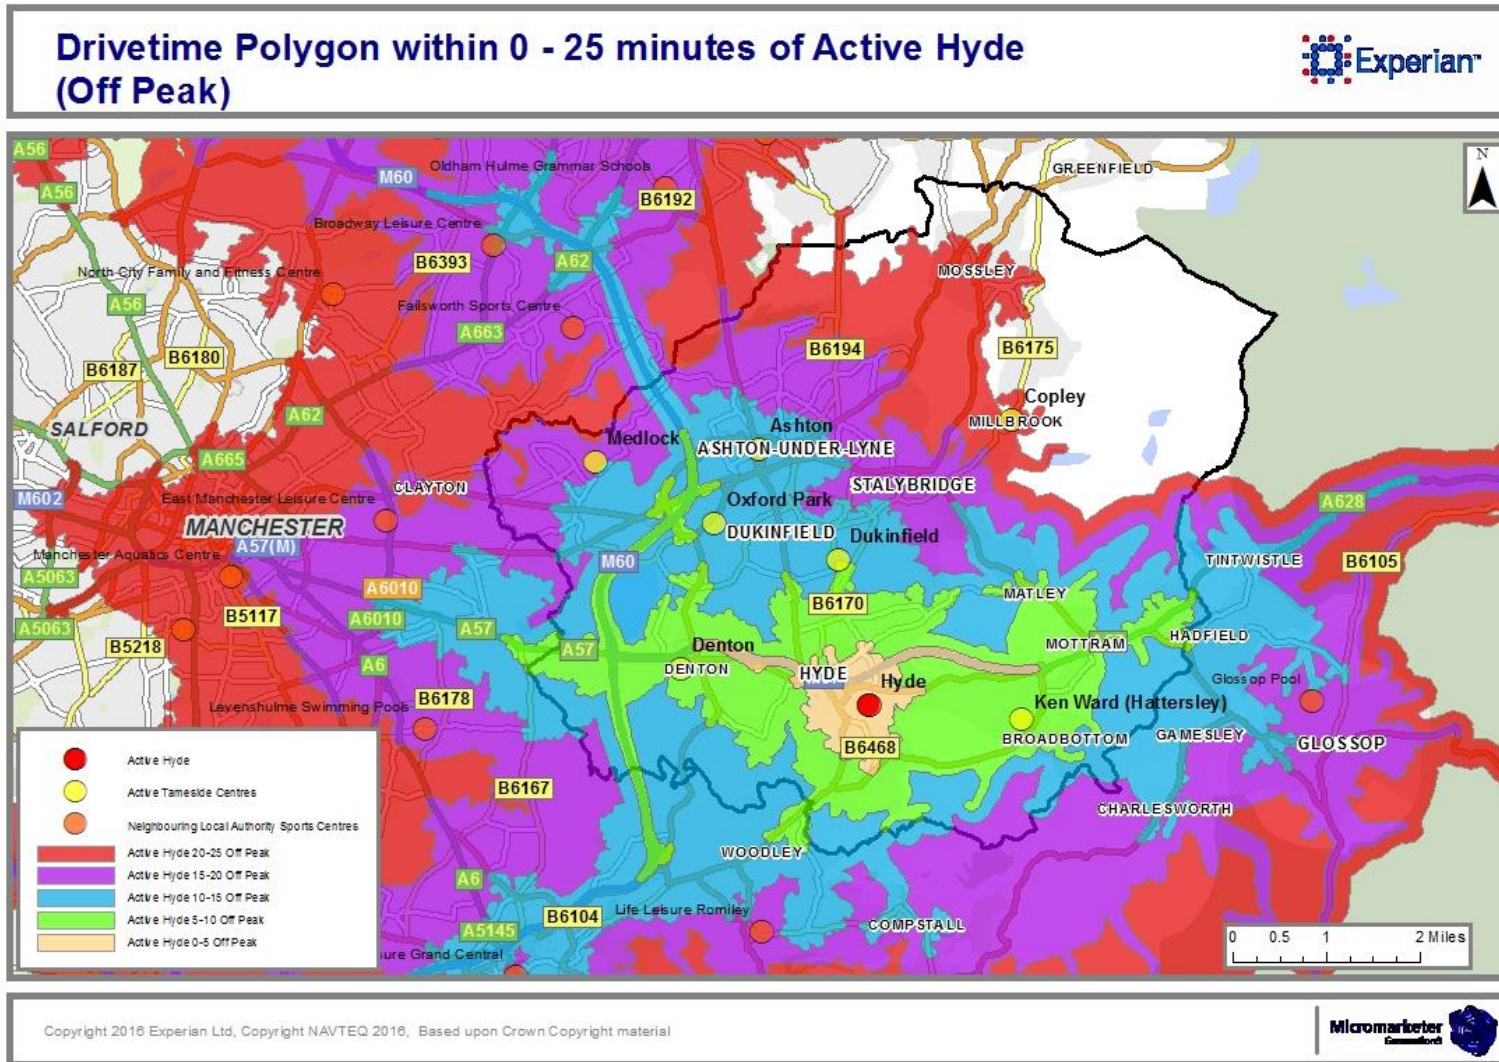 Drivetime Polygon within 0 - 25 minutes of Active Hyde
(Off Peak)
Experian
A56
Oldham Hulme Grammar Schools
GREENFIELD
N
M60
A56
B6192
Broadway Leisure Centre
B6393
A62
North City Family and Fitness Centre
MOSSLEY
A56
Failsworth Sports Centre
A663
B6180
B6194
B6175
B6187
Copley
A62
MILLBROOK
SALFORD
Medlock
Ashton
ASHTON-UNDER-LYNE
A665
CLAYTON
STALYBRIDGE
M602
East Manchester Leisure Centre
Oxford Park
A628
MANCHESTER
DUKINFIELD
Dukinfield
A57(M)
Manchester Aquatics Centre
M60
TINTWISTLE
B6105
A5063
A6010
MATLEY
B5117
A6010
B6170
A5063
A57
HADFIELD
B5218
A57
Denton
MOTTRAM
A6
DENTON
HYDE
Hyde
Glossop Pool
B6178
Ken Ward (Hattersley)
Levenshulme Swimming Pools
BROADBOTTOM
GAMESLEY
GLOSSOP
B6468
B6167
CHARLESWORTH
WOODLEY
A6
B6104
Life Leisure Romiley
COMPSTALL
A5145
sure Grand Central
Active Hyde
Active Tameside Centres
Neighbouring Local Authority Sports Centres
Active Hyde 20-25 Off Peak
Active Hyde 15-20 Off Peak
Active Hyde 10-15 Off Peak
Active Hyde 5-10 Off Peak
Active Hyde 0-5 Off Peak
0 0.5 1 2 Miles
Copyright 2016 Experian Ltd, Copyright NAVTEQ 2016, Based upon Crown Copyright material
Micromarketer